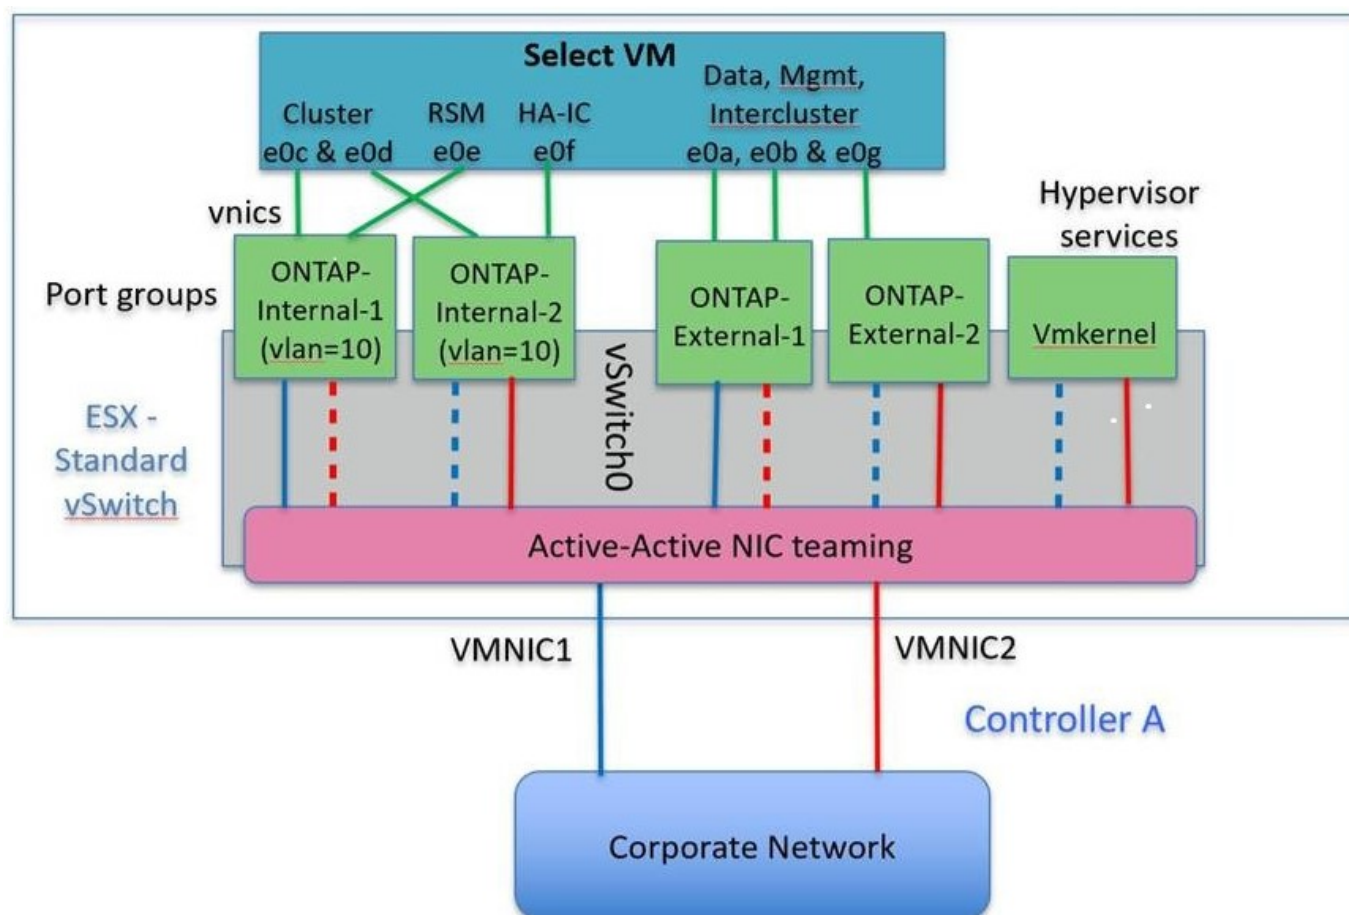 Select VM
Data, Mgmt,
Intercluster
e0a, e0b & e0g
Cluster
e0c & e0d
RSM
e0e
HA-IC
e0f
vnics
Hypervisor
services
Port groups
ONTAP-
Internal-1
(vlan=10)
ONTAP-
Internal-2
(vlan=10)
ONTAP-
External-1
ONTAP-
External-2
Vmkernel
vSwitch0
ESX -
Standard
vSwitch
Active-Active NIC teaming
VMNIC1
VMNIC2
Controller A
Corporate Network